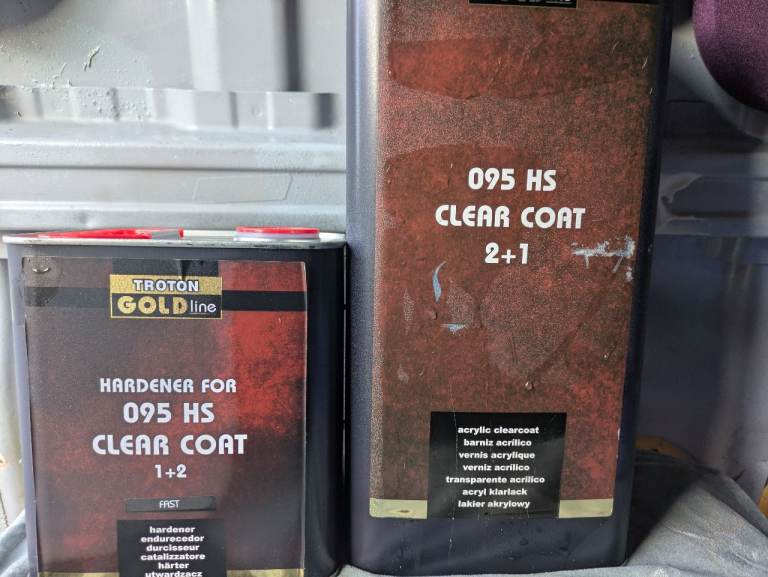 TROTON
GOLD line
HARDENER FOR
095 HS
CLEAR COAT
1+2
FAST
hardener
endurecedor
durcisseur
catalizzatore
härter
utwardzacz
095 HS
CLEAR COAT
2+1
acrylic clearcoat
barniz acrílico
vernis acrylique
verniz acrílico
transparente acrilico
acryl klarlack
lakier akrylowy